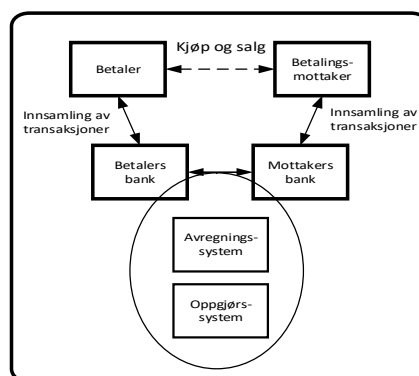 Kjøp og salg
Betaler
Betalings-
mottaker
Innsamling av
transaksjoner
Innsamling av
transaksjoner
Betalers
bank
Mottakers
bank
Avregnings-
system
Oppgjørs-
system